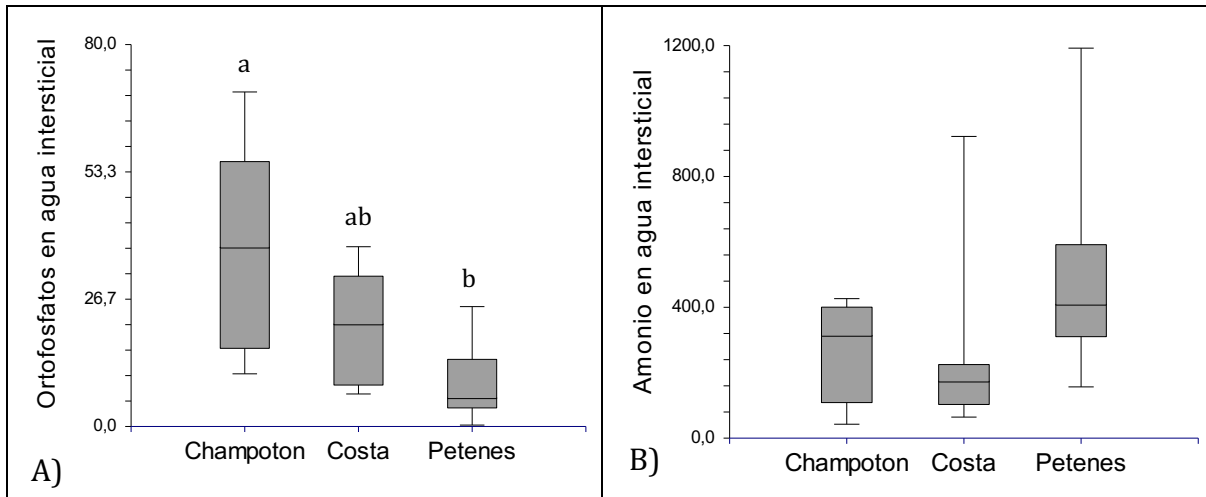 Ortofosfatos en agua intersticial
80,0
53,3
26,7
0,0
a
ab
b
Champoton Costa Petenes
A)
Amonio en agua intersticial
1200,0
800,0
400,0
0,0
Champoton Costa Petenes
B)